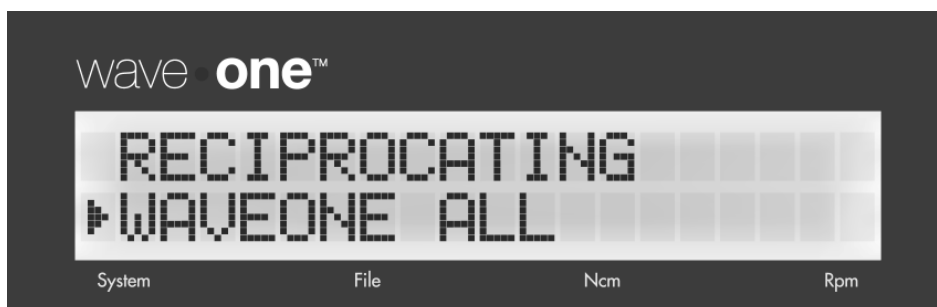 wave•one™
RECIPROCATING
▶WAVEONE ALL
System File Ncm Rpm